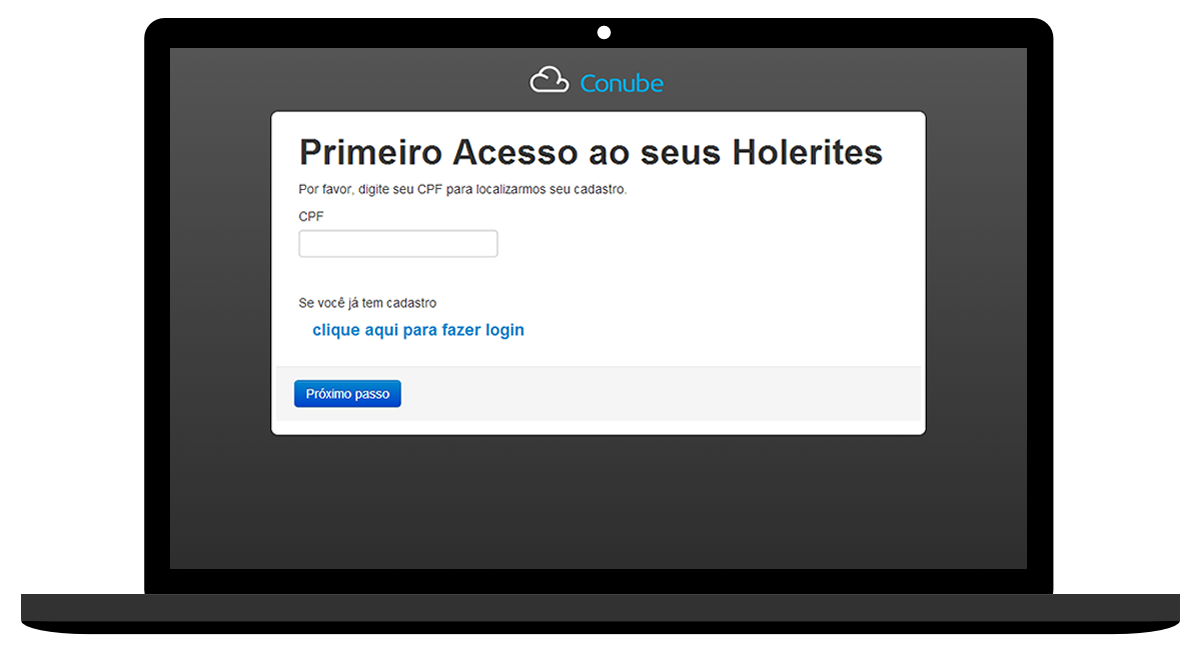 Conube
Primeiro Acesso ao seus Holerites
Por favor, digite seu CPF para localizarmos seu cadastro.
CPF
Se você já tem cadastro
clique aqui para fazer login
Próximo passo